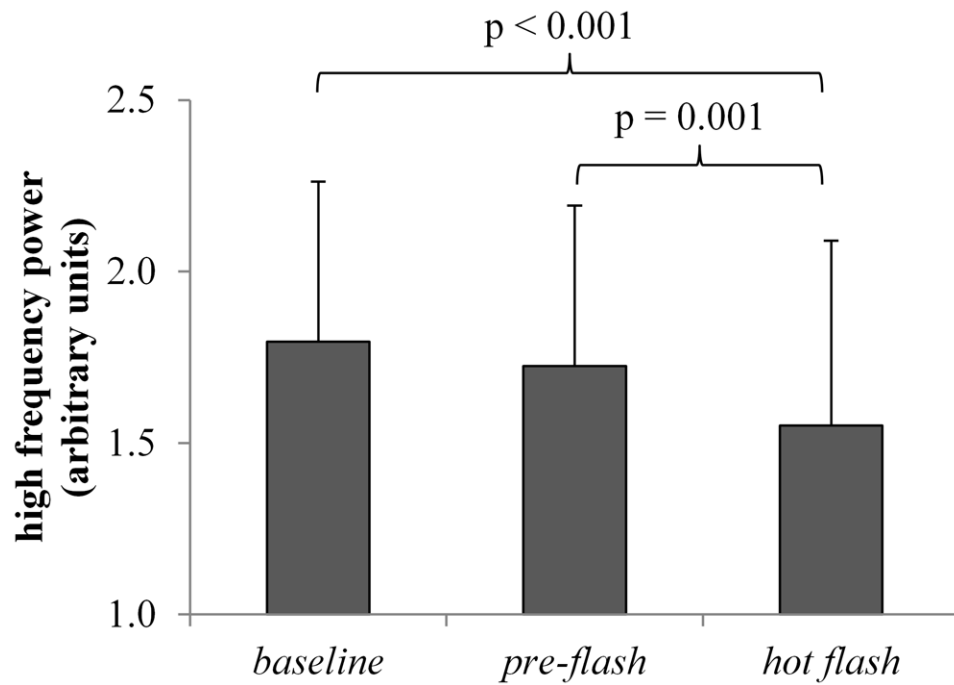 p < 0.001
p = 0.001
high frequency power
(arbitrary units)
2.5
2.0
1.5
1.0
baseline
pre-flash
hot flash